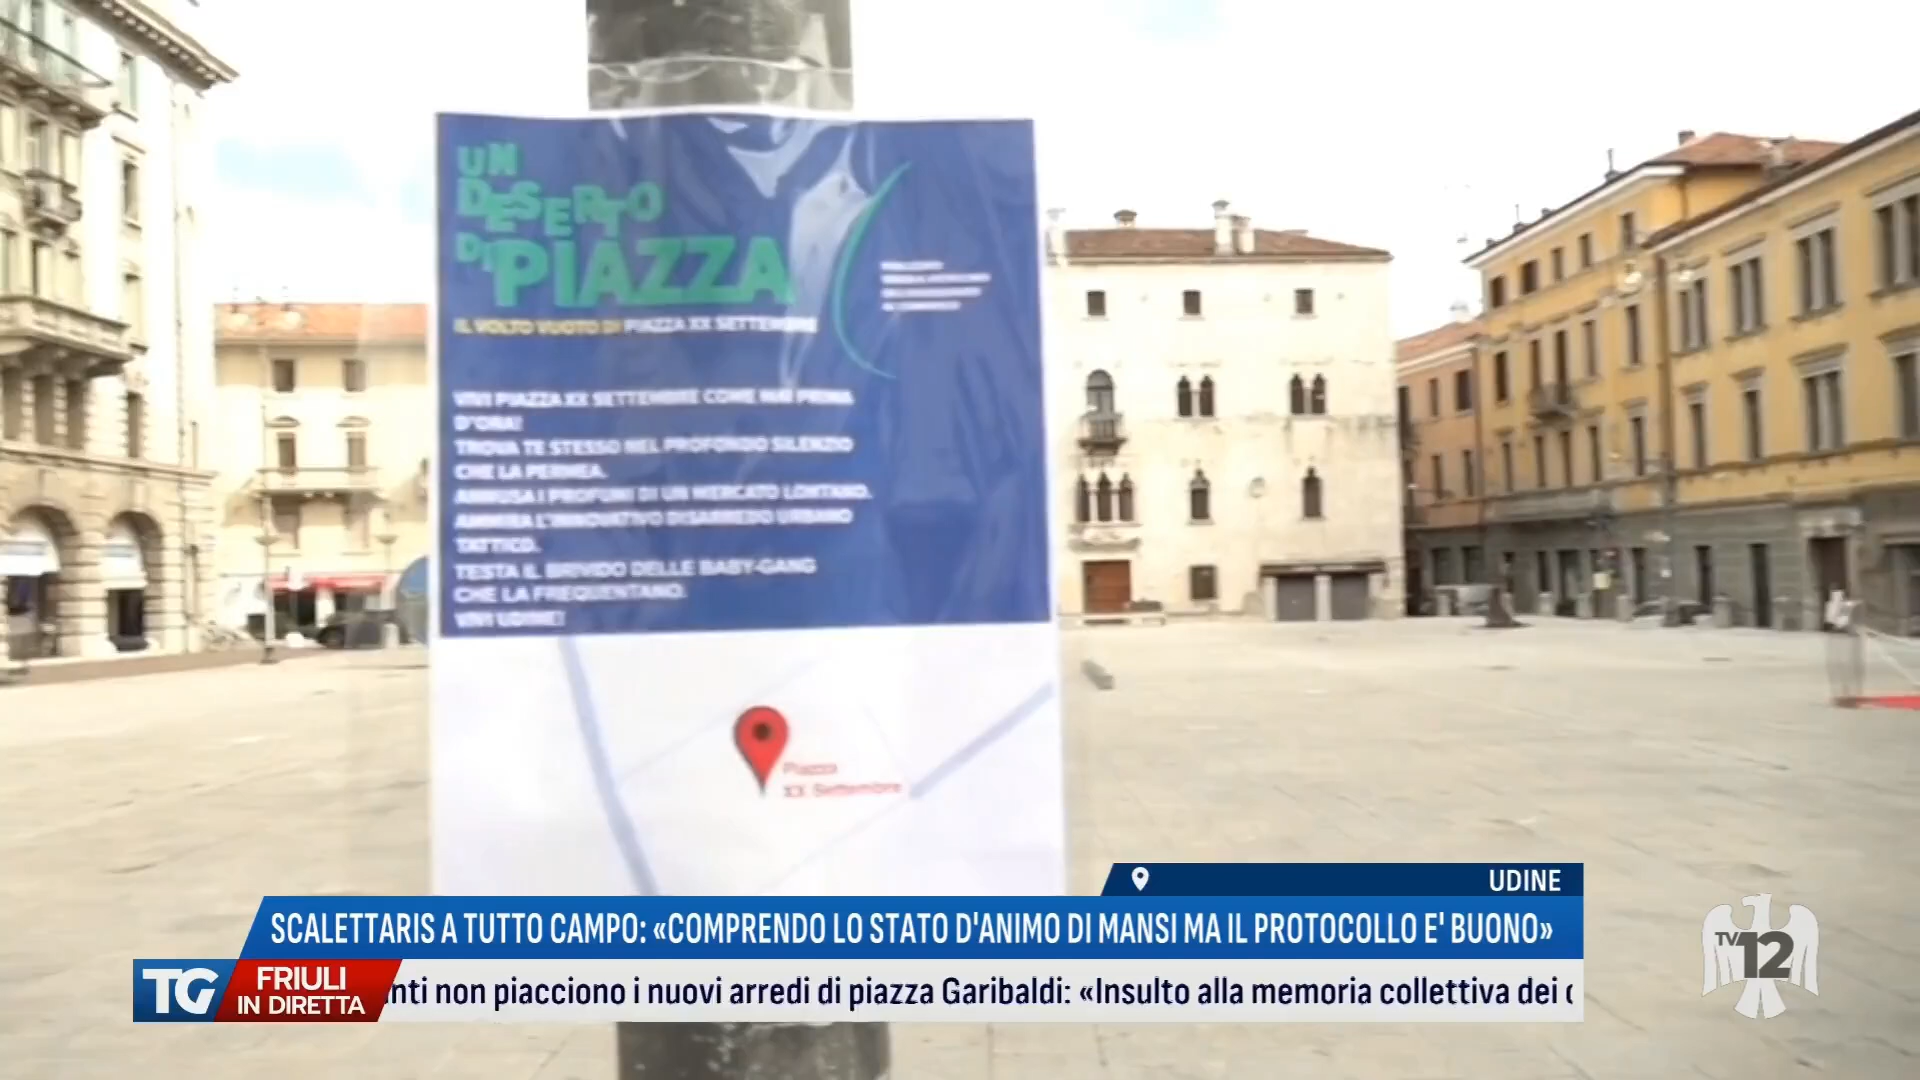 UN
DESERTO
DI PIAZZA
IL VOLTO VUOTO DI PIAZZA XX SETTEMBRE
VIVI PIAZZA XX SETTEMBRE COME MAI PRIMA
D'ORA!
TROVA TE STESSO NEL PROFONDO SILENZIO
CHE LA PERMEA.
ANNUSA I PROFUMI DI UN MERCATO LONTANO.
AMMIRA L'INNOVATIVO DISARREDO URBANO
TATTICO.
TESTA IL BRIVIDO DELLE BABY-GANG
CHE LA FREQUENTANO.
VIVI UDINE!
Piazza
XX Settembre
UDINE
SCALETTARIS A TUTTO CAMPO: «COMPRENDO LO STATO D'ANIMO DI MANSI MA IL PROTOCOLLO E' BUONO»
TG FRIULI
IN DIRETTA
nti non piacciono i nuovi arredi di piazza Garibaldi: «Insulto alla memoria collettiva dei
TV12